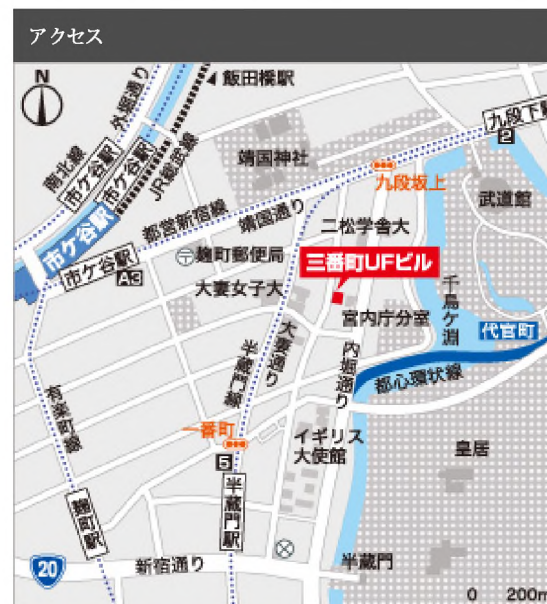 アクセス
N
飯田橋駅
外堀通り
南北線
市ケ谷駅
市ケ谷駅
JR総武線
市ケ谷駅
九段下
2
靖国神社
九段坂上
武道館
都営新宿線
靖国通り
二松学舎大
市ケ谷駅
A3
〒麹町郵便局
三番町UFビル
大妻女子大
千鳥ケ淵
宮内庁分室
代官町
大妻通り
半蔵門線
内堀通り
都心環状線
有楽町線
一番町
5
イギリス
大使館
皇居
麹町駅
半蔵門駅
20
新宿通り
半蔵門
0 200m